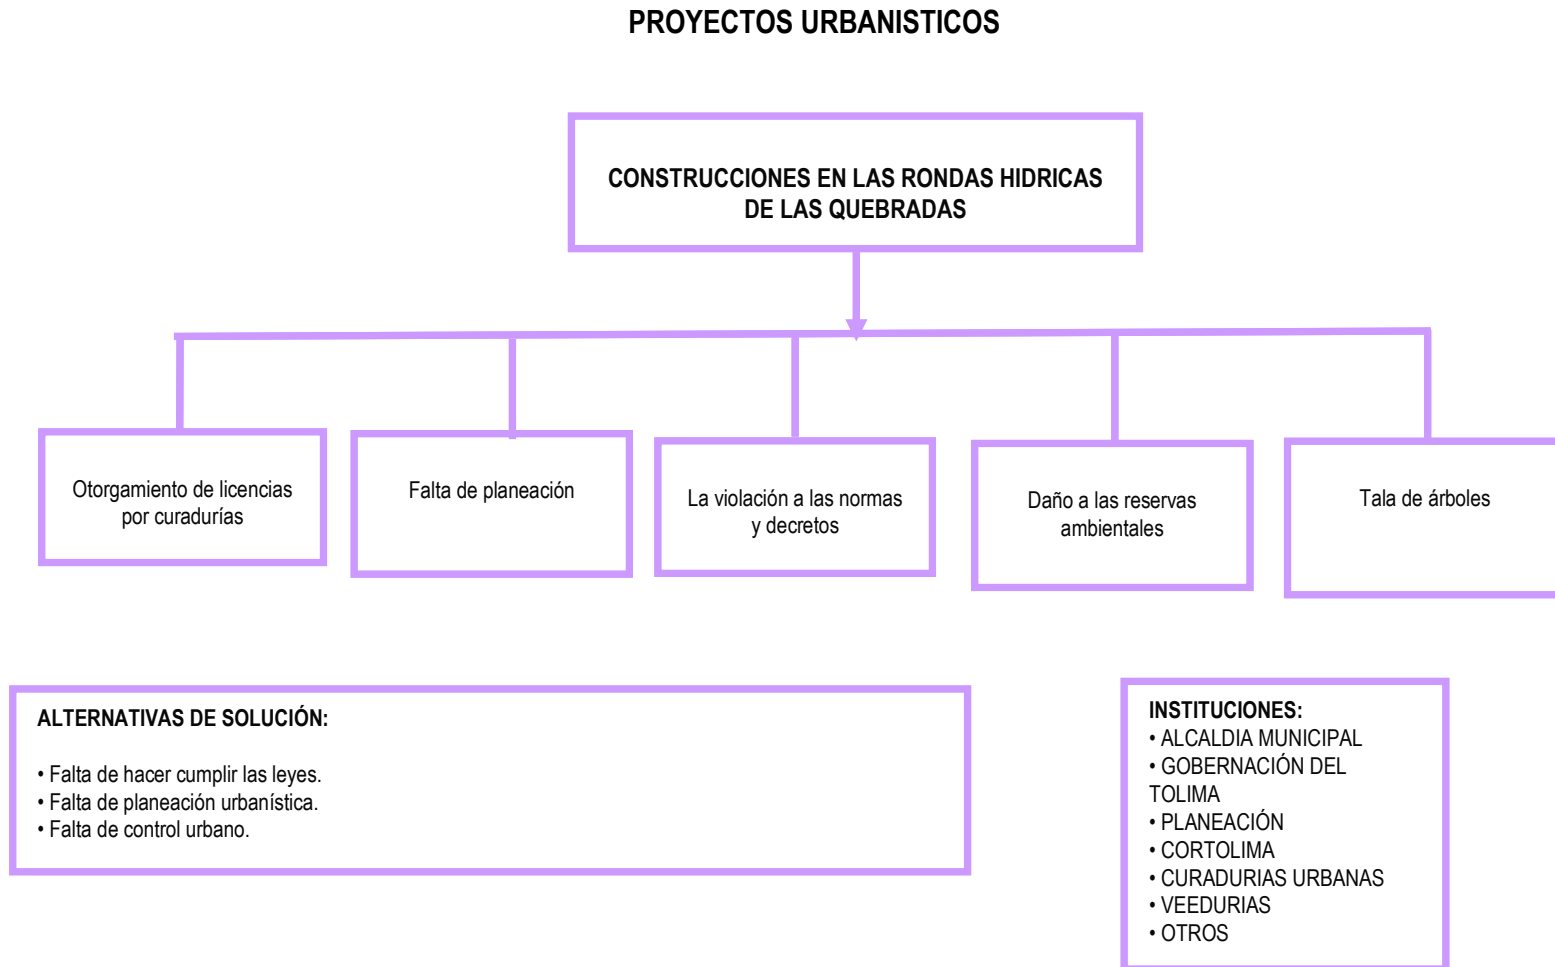 PROYECTOS URBANISTICOS
CONSTRUCCIONES EN LAS RONDAS HIDRICAS
DE LAS QUEBRADAS
Otorgamiento de licencias
por curadurías
Falta de planeación
La violación a las normas
y decretos
Daño a las reservas
ambientales
Tala de árboles
ALTERNATIVAS DE SOLUCIÓN:
• Falta de hacer cumplir las leyes.
• Falta de planeación urbanística.
• Falta de control urbano.
INSTITUCIONES:
• ALCALDIA MUNICIPAL
• GOBERNACIÓN DEL
TOLIMA
• PLANEACIÓN
• CORTOLIMA
• CURADURIAS URBANAS
• VEEDURIAS
• OTROS